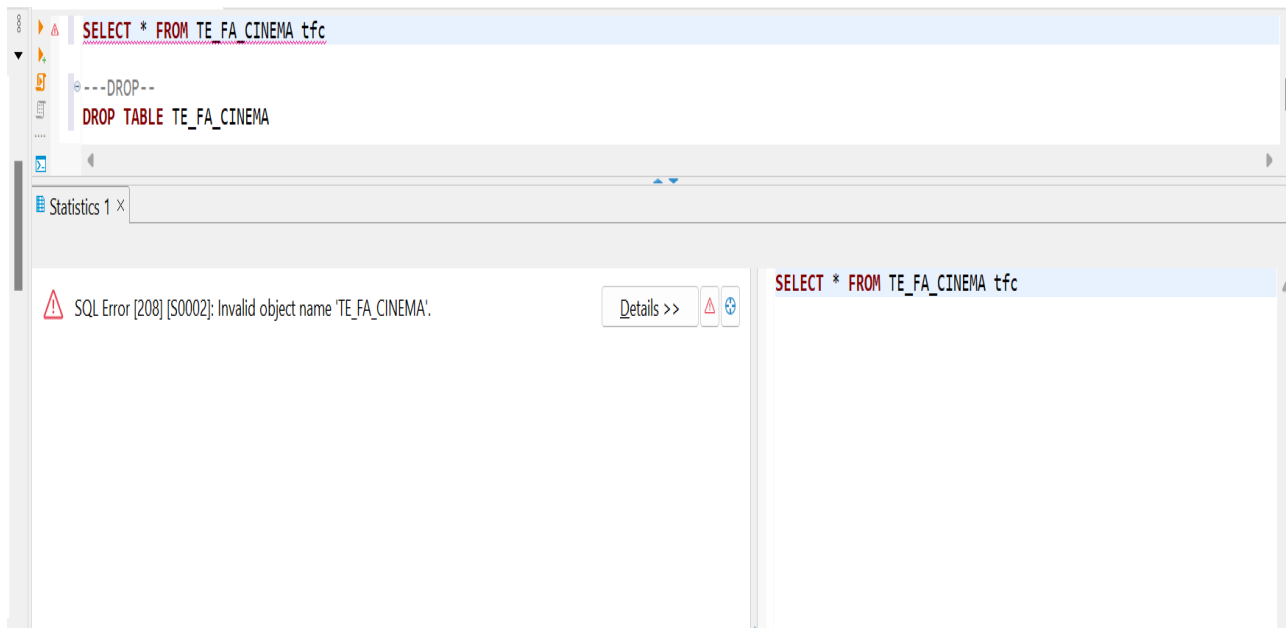 SELECT * FROM TE_FA_CINEMA tfc
---DROP--
DROP TABLE TE_FA_CINEMA
Statistics 1
SQL Error [208] [S0002]: Invalid object name 'TE_FA_CINEMA'.
Details >>
SELECT * FROM TE_FA_CINEMA tfc